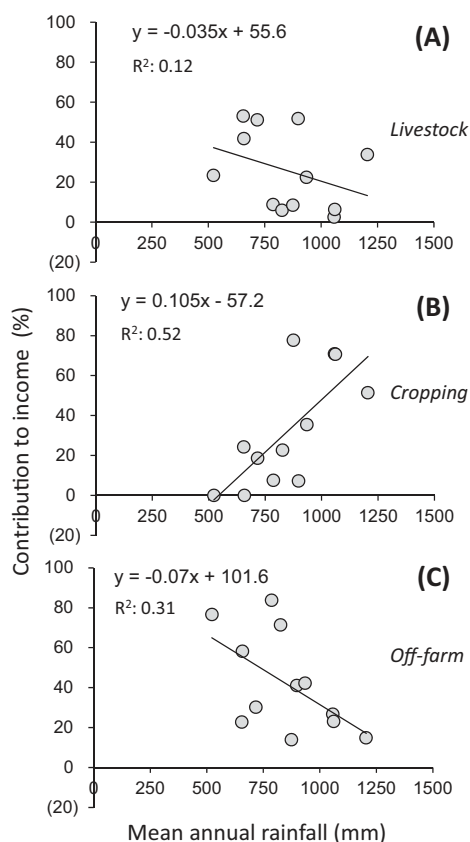 y = -0.035x + 55.6
(A)
R²: 0.12
100
80
60
40
20
0
(20)
Livestock
0 250 500 750 1000 1250 1500
y = 0.105x - 57.2
(B)
R²: 0.52
100
80
60
40
20
0
(20)
Cropping
0 250 500 750 1000 1250 1500
y = -0.07x + 101.6
(C)
R²: 0.31
100
80
60
40
20
0
(20)
Off-farm
0 250 500 750 1000 1250 1500
Contribution to income (%)
Mean annual rainfall (mm)